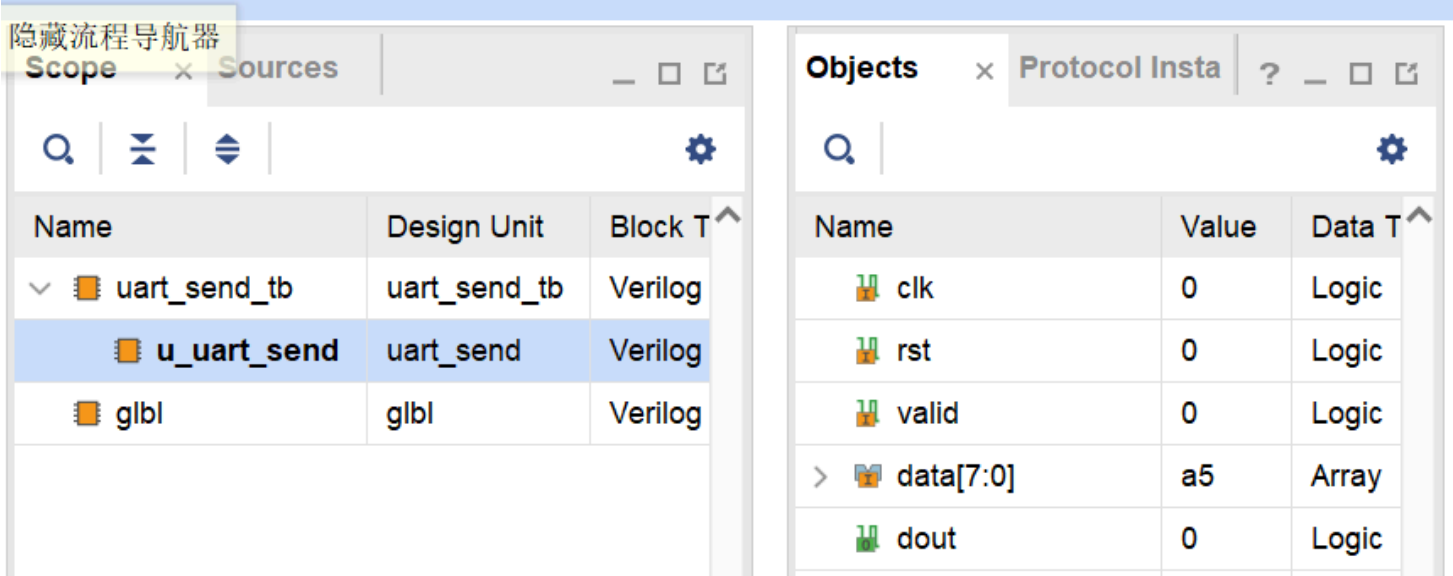 隐藏流程导航器
Scope Sources
Name Design Unit Block T
uart_send_tb uart_send_tb Verilog
u_uart_send uart_send Verilog
glbl glbl Verilog
Objects Protocol Insta ?
Name Value Data T
clk 0 Logic
rst 0 Logic
valid 0 Logic
data[7:0] a5 Array
dout 0 Logic